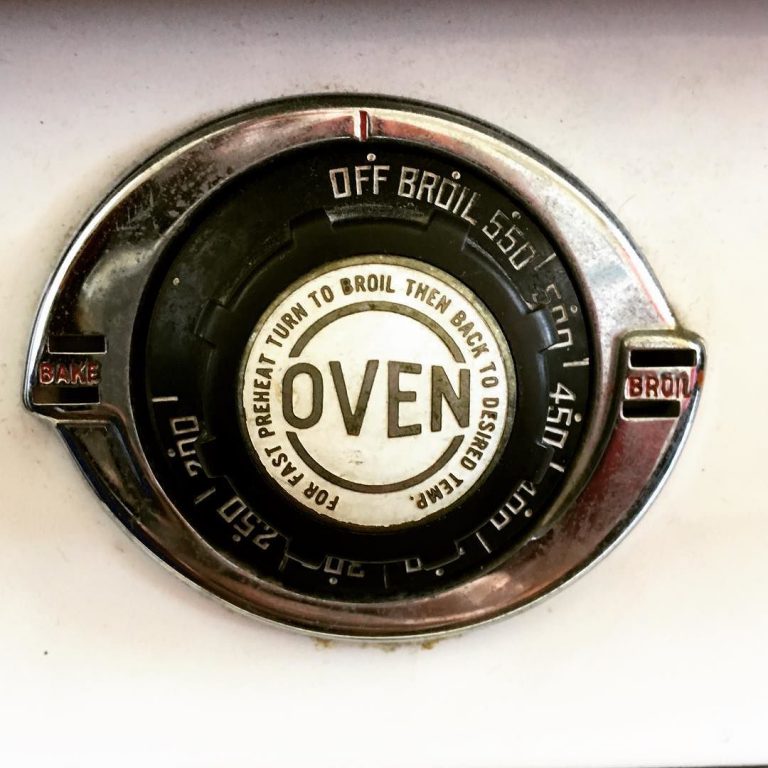 OFF BROIL 550 500 450 400
250 200
BAKE
BROIL
FOR FAST PREHEAT TURN TO BROIL THEN BACK TO DESIRED TEMP.
OVEN